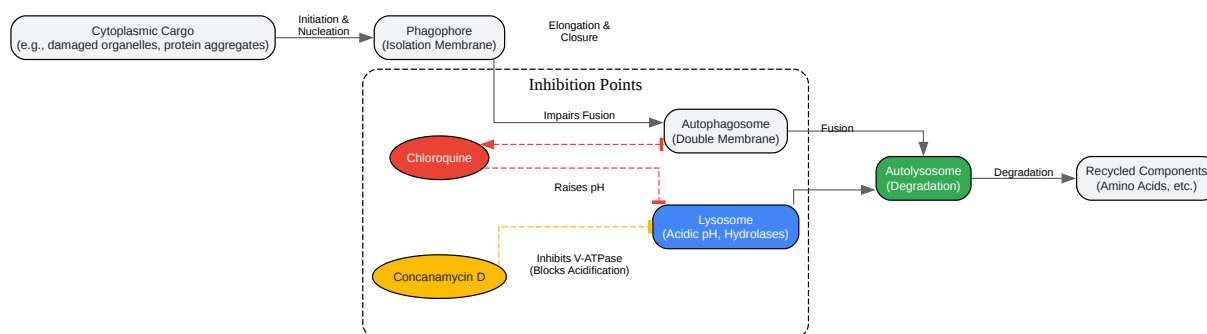 Cytoplasmic Cargo
(e.g., damaged organelles, protein aggregates)
Initiation &
Nucleation
Phagophore
(Isolation Membrane)
Elongation &
Closure
Inhibition Points
Impairs Fusion
Autophagosome
(Double Membrane)
Fusion
Chloroquine
Raises pH
Autolysosome
(Degradation)
Degradation
Recycled Components
(Amino Acids, etc.)
Lysosome
(Acidic pH, Hydrolases)
Inhibits V-ATPase
(Blocks Acidification)
Concanamycin D